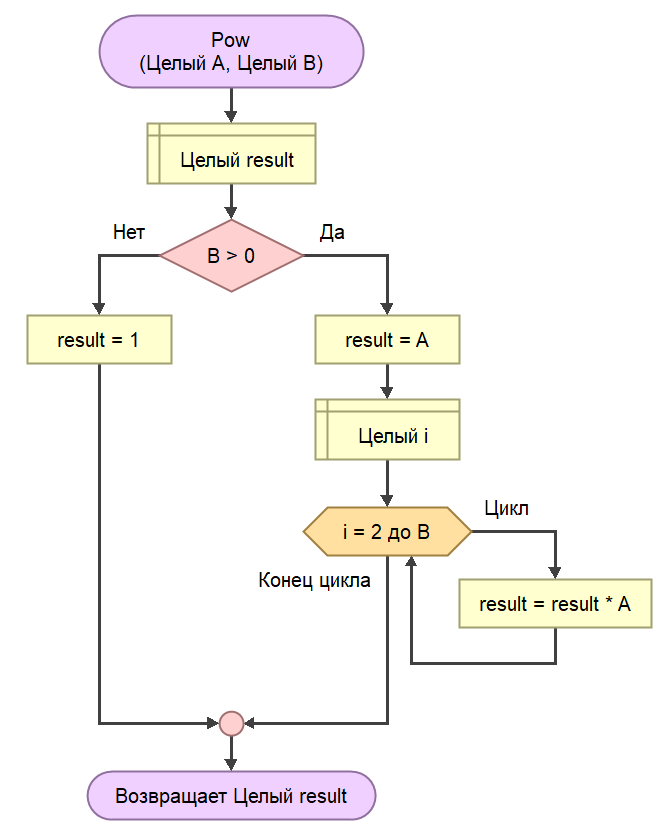 Pow
(Целый A, Целый B)
Целый result
Нет
Да
B > 0
result = 1
result = A
Целый i
Цикл
i = 2 до B
Конец цикла
result = result * A
Возвращает Целый result